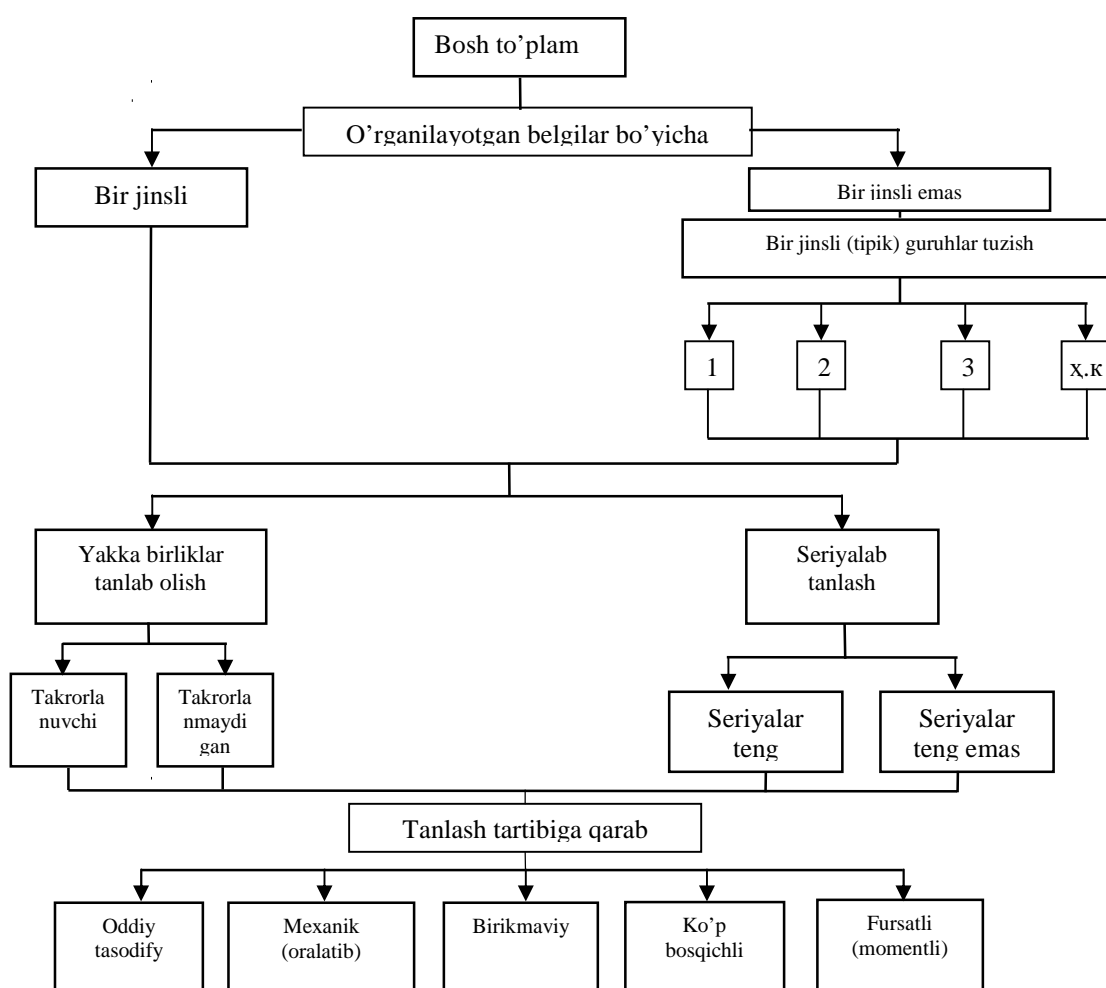 Bosh to’plam
O’rganilayotgan belgilar bo’yicha
Bir jinsli
Bir jinsli emas
Bir jinsli (tipik) guruhlar tuzish
1
2
3
ҳ.к
Yakka birliklar
tanlab olish
Seriyalab
tanlash
Takrorla
nuvchi
Takrorla
nmaydi
gan
Seriyalar
teng
Seriyalar
teng emas
Tanlash tartibiga qarab
Oddiy
tasodify
Mexanik
(oralatib)
Birikmaviy
Ko’p
bosqichli
Fursatli
(momentli)